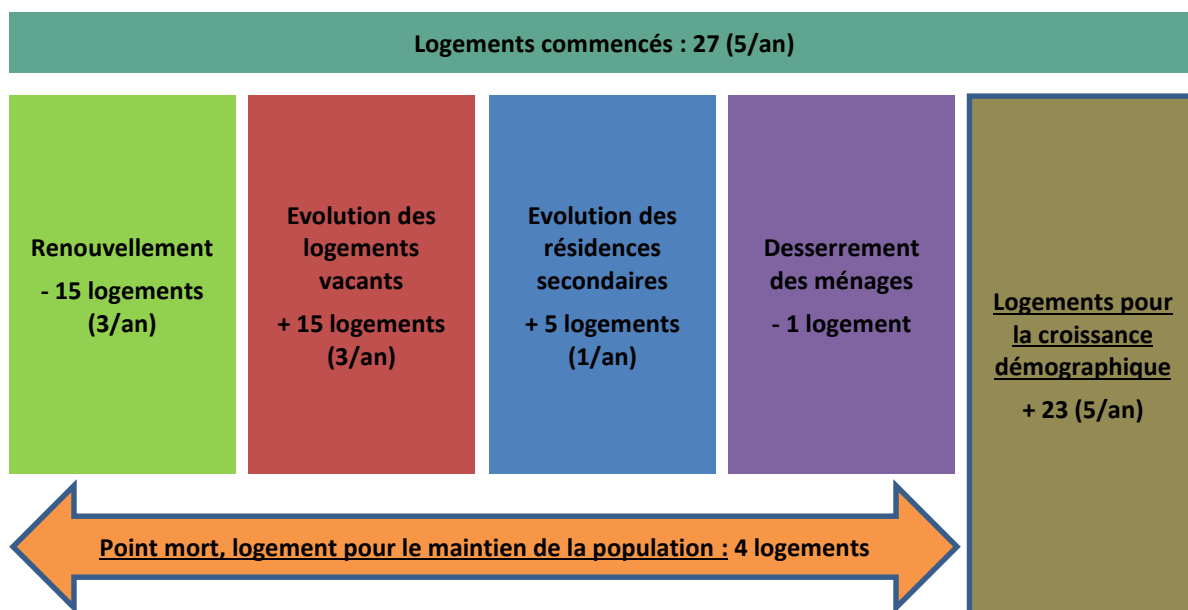 Logements commencés : 27 (5/an)
Renouvellement
- 15 logements
(3/an)
Evolution des
logements
vacants
+ 15 logements
(3/an)
Evolution des
résidences
secondaires
+ 5 logements
(1/an)
Desserrement
des ménages
- 1 logement
Logements pour
la croissance
démographique
+ 23 (5/an)
Point mort, logement pour le maintien de la population : 4 logements